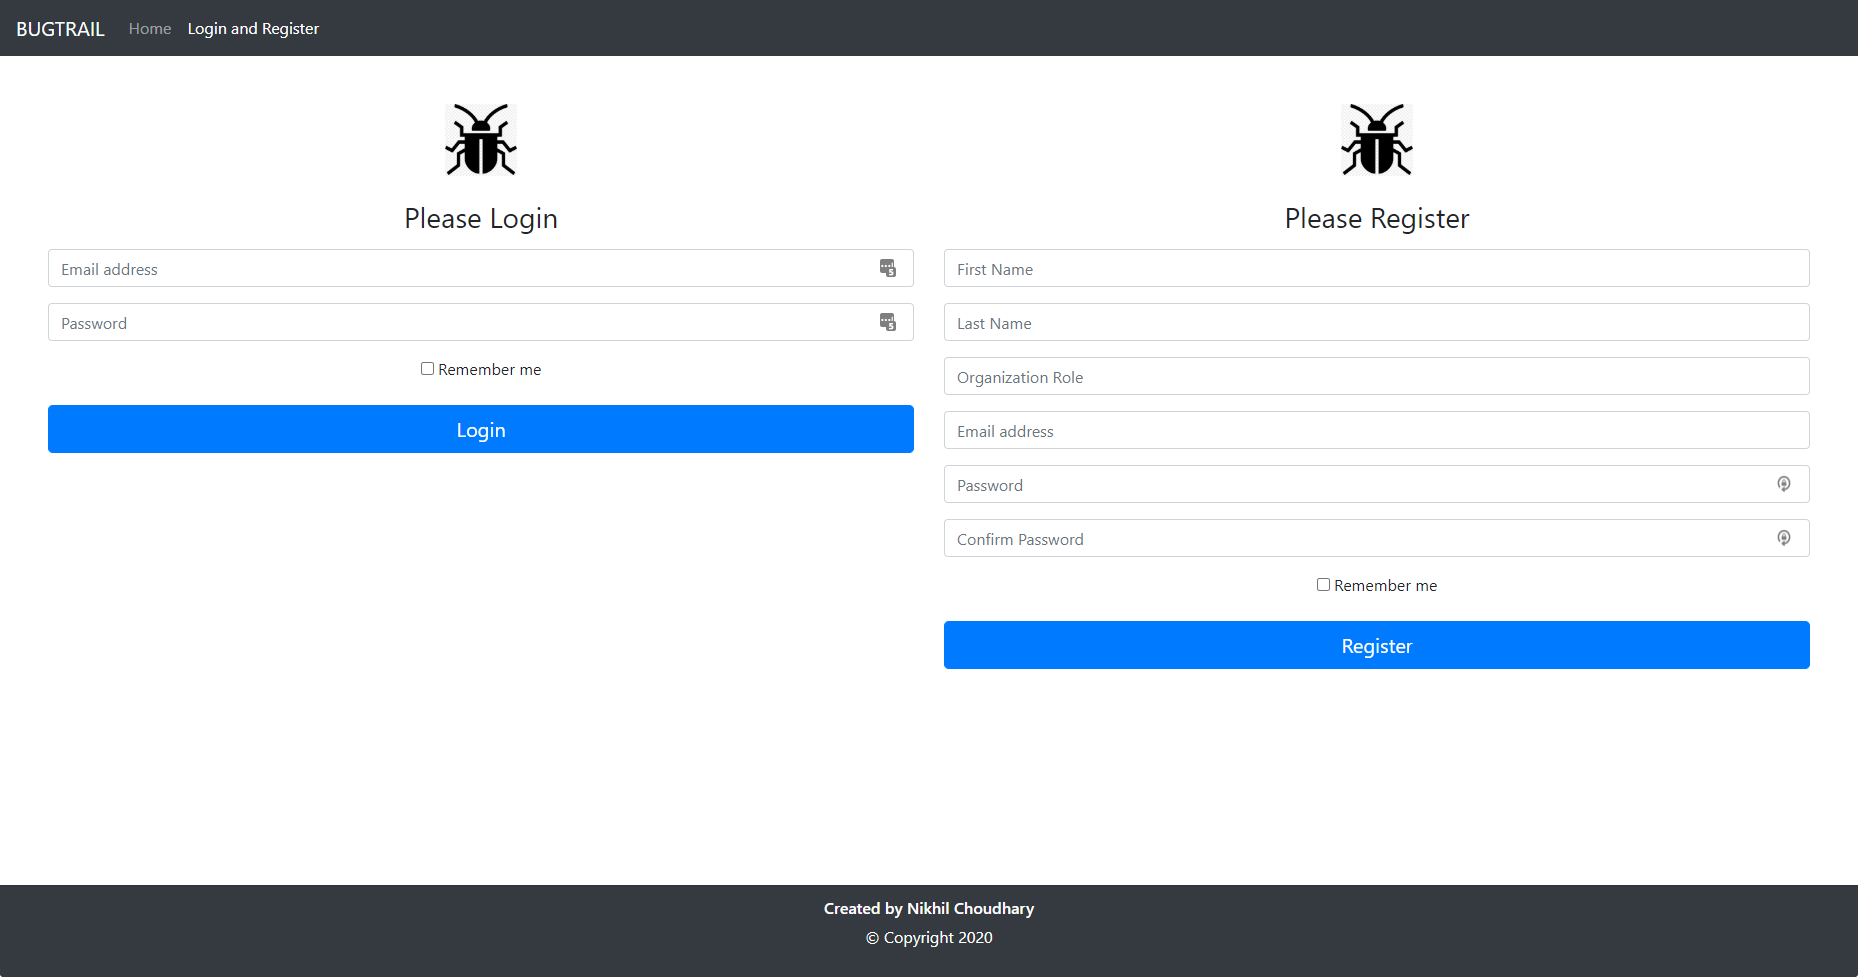 BUGTRAIL Home Login and Register
Please Login
Email address
Password
Remember me
Login
Please Register
First Name
Last Name
Organization Role
Email address
Password
Confirm Password
Remember me
Register
Created by Nikhil Choudhary
© Copyright 2020